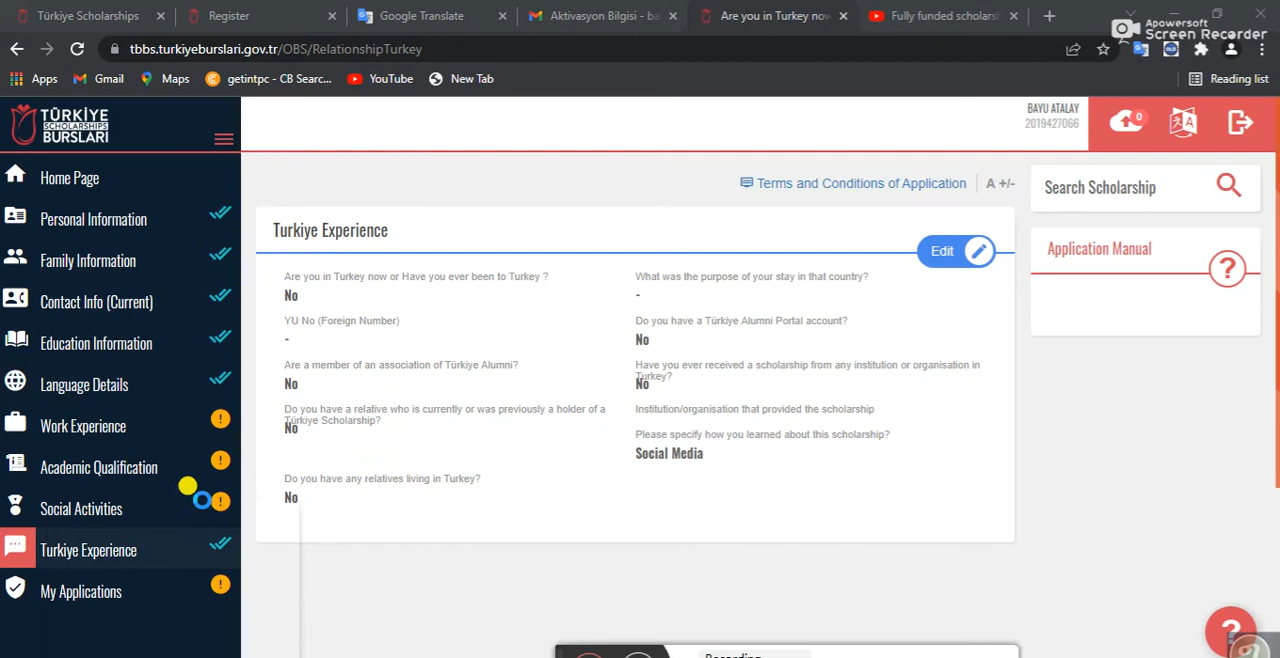 Türkiye Scholarships
Register
Google Translate
Aktivasyon Bilgisi - ba
Are you in Turkey now
Fully funded scholarsh
Apowersoft
Screen Recorder
tbbs.turkiyeburslari.gov.tr/OBS/RelationshipTurkey
Apps
Gmail
Maps
getintpc - CB Searc...
YouTube
New Tab
Reading list
TÜRKİYE
SCHOLARSHIPS
BURSLARI
BAYU ATALAY
2019427066
0
Home Page
Personal Information
Family Information
Contact Info (Current)
Education Information
Language Details
Work Experience
Academic Qualification
Social Activities
Turkiye Experience
My Applications
Terms and Conditions of Application
A +/-
Search Scholarship
Application Manual
?
Turkiye Experience
Edit
Are you in Turkey now or Have you ever been to Turkey ?
No
What was the purpose of your stay in that country?
-
YU No (Foreign Number)
-
Do you have a Türkiye Alumni Portal account?
No
Are a member of an association of Türkiye Alumni?
No
Have you ever received a scholarship from any institution or organisation in
Turkey?
No
Do you have a relative who is currently or was previously a holder of a
Türkiye Scholarship?
No
Institution/organisation that provided the scholarship
Please specify how you learned about this scholarship?
Social Media
Do you have any relatives living in Turkey?
No
Recording
?